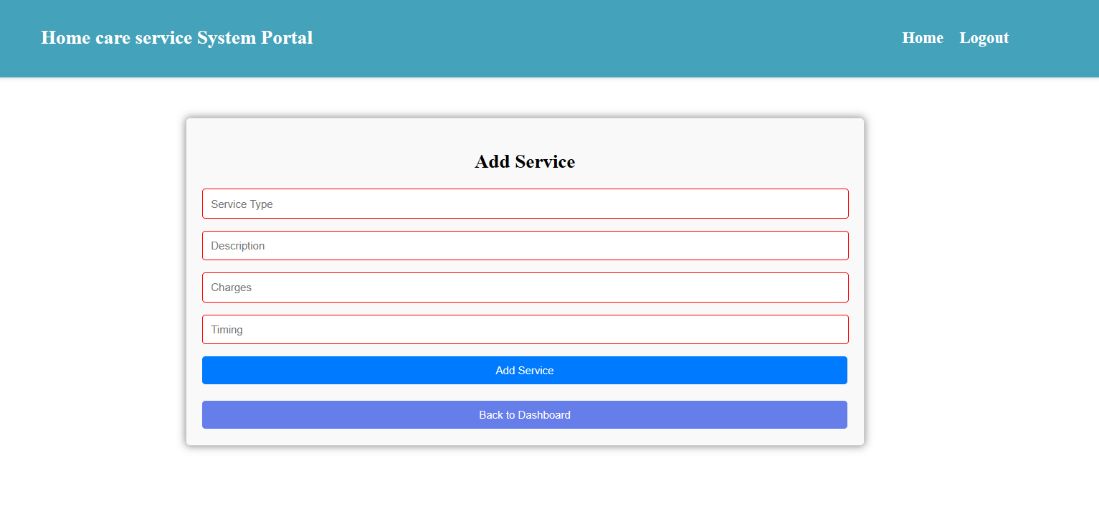 Home care service System Portal
Home Logout
Add Service
Service Type
Description
Charges
Timing
Add Service
Back to Dashboard